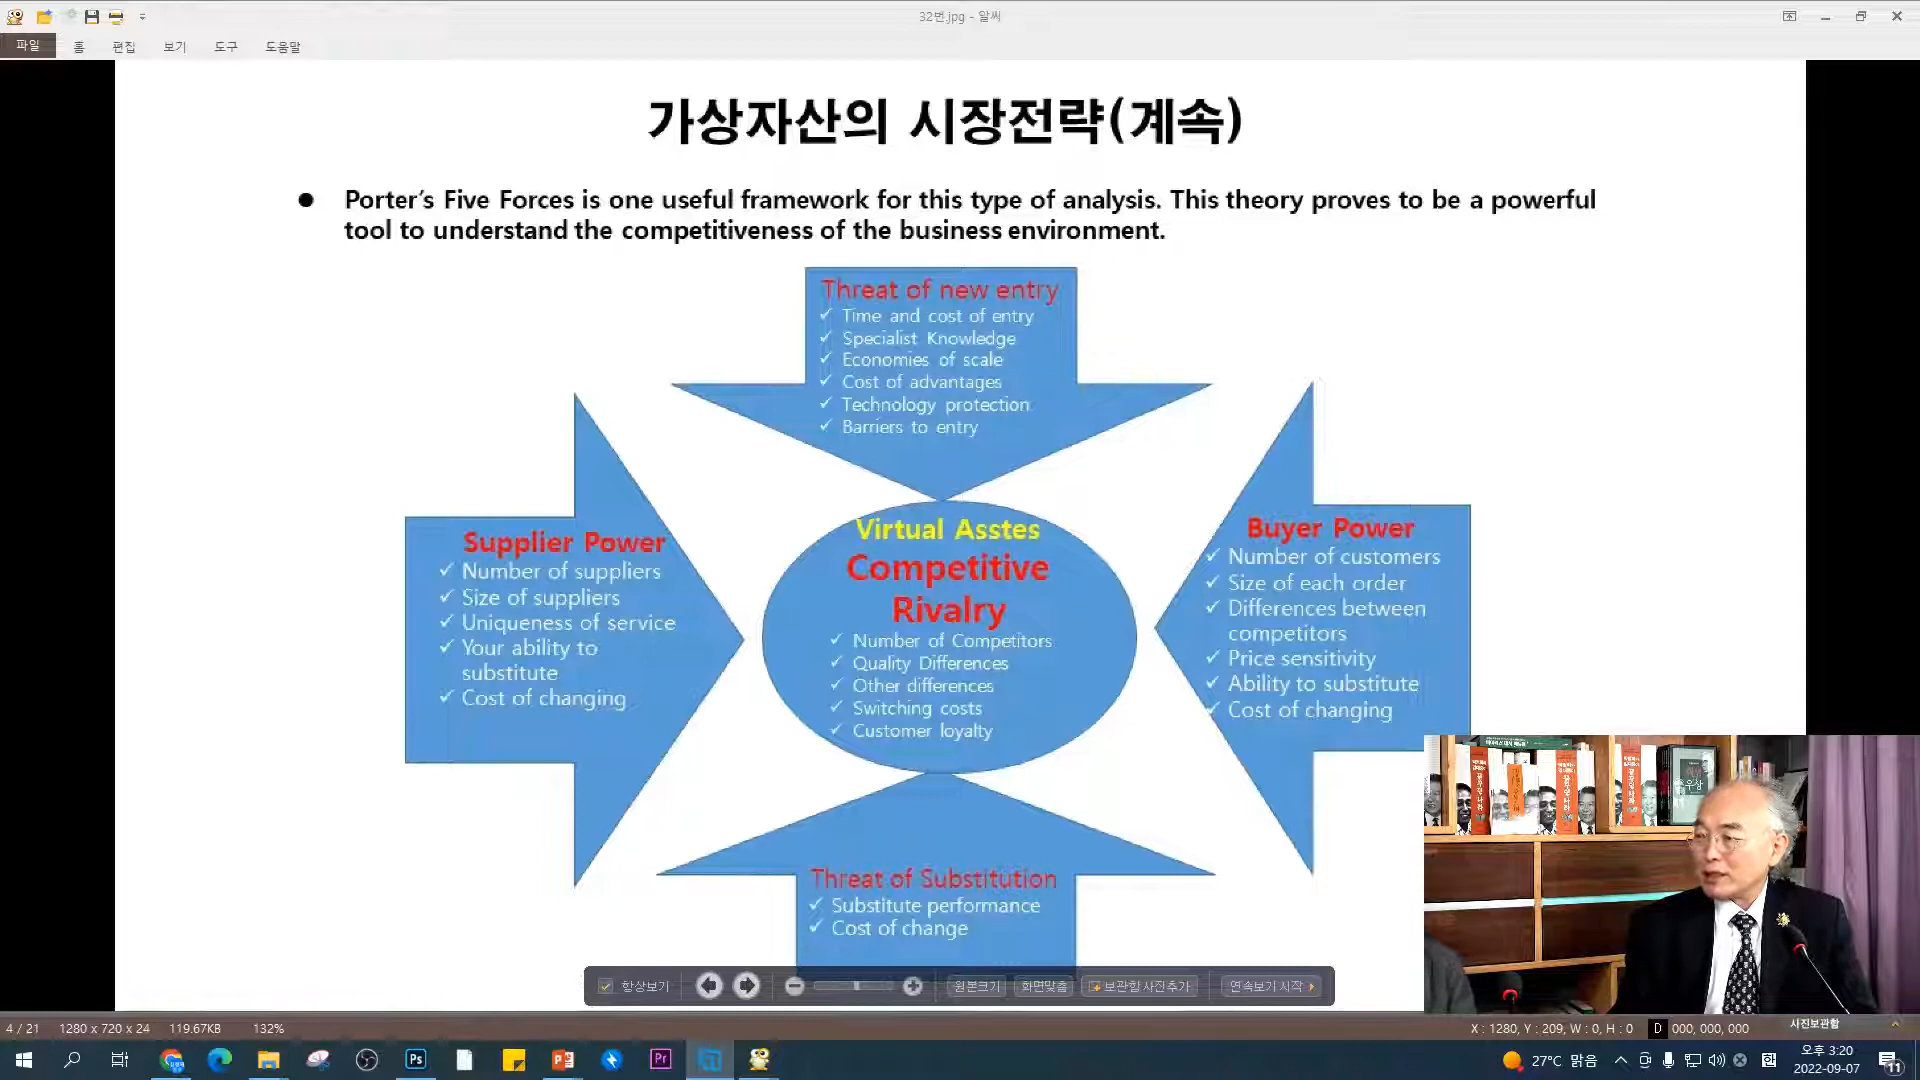 32번.jpg - 알씨
파일 홈 편집 보기 도구 도움말
가상자산의 시장전략(계속)
● Porter's Five Forces is one useful framework for this type of analysis. This theory proves to be a powerful
tool to understand the competitiveness of the business environment.
Threat of new entry
✓ Time and cost of entry
✓ Specialist Knowledge
✓ Economies of scale
✓ Cost of advantages
✓ Technology protection
✓ Barriers to entry
Supplier Power
✓ Number of suppliers
✓ Size of suppliers
✓ Uniqueness of service
✓ Your ability to
substitute
✓ Cost of changing
Virtual Asstes
Competitive
Rivalry
✓ Number of Competitors
✓ Quality Differences
✓ Other differences
✓ Switching costs
✓ Customer loyalty
Buyer Power
✓ Number of customers
✓ Size of each order
✓ Differences between
competitors
✓ Price sensitivity
✓ Ability to substitute
✓ Cost of changing
Threat of Substitution
✓ Substitute performance
✓ Cost of change
항상보기 원본크기 화면맞춤 보관함 사진추가 연속보기 시작
4 / 21 1280 x 720 x 24 119.67KB 132% X : 1280, Y : 209, W : 0, H : 0 D 000, 000, 000 사진보관함
Ps Pr 27°C 맑음 한 오후 3:20
2022-09-07 11